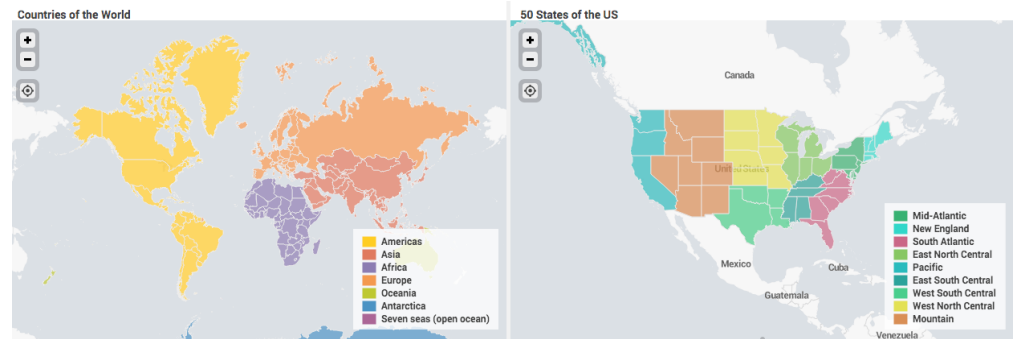 Countries of the World
+
−
Americas
Asia
Africa
Europe
Oceania
Antarctica
Seven seas (open ocean)
50 States of the US
+
−
Canada
United States
Mexico
Cuba
Guatemala
Venezuela
Mid-Atlantic
New England
South Atlantic
East North Central
Pacific
East South Central
West South Central
West North Central
Mountain